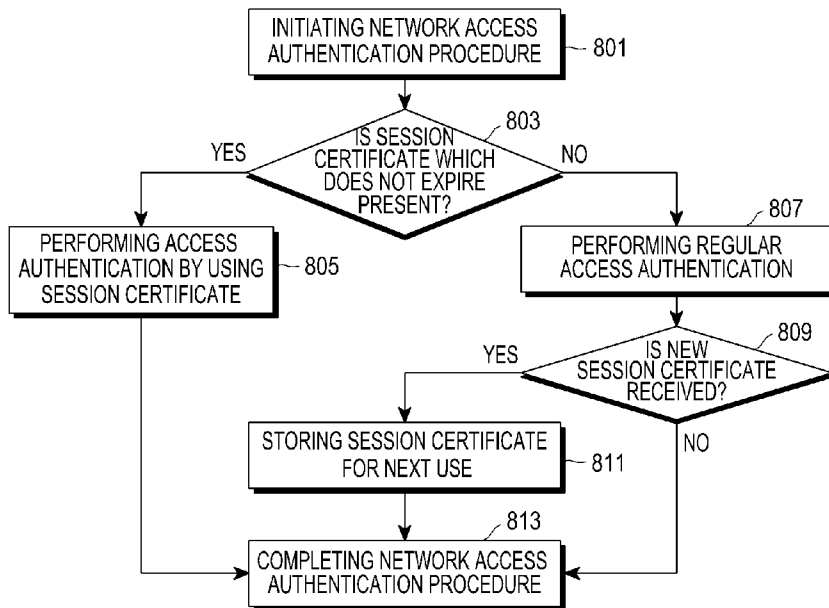 INITIATING NETWORK ACCESS
AUTHENTICATION PROCEDURE
801
803
IS SESSION
CERTIFICATE WHICH
DOES NOT EXPIRE
PRESENT?
YES
NO
PERFORMING ACCESS
AUTHENTICATION BY USING
SESSION CERTIFICATE
805
807
PERFORMING REGULAR
ACCESS AUTHENTICATION
809
IS NEW
SESSION CERTIFICATE
RECEIVED?
YES
NO
STORING SESSION CERTIFICATE
FOR NEXT USE
811
813
COMPLETING NETWORK ACCESS
AUTHENTICATION PROCEDURE